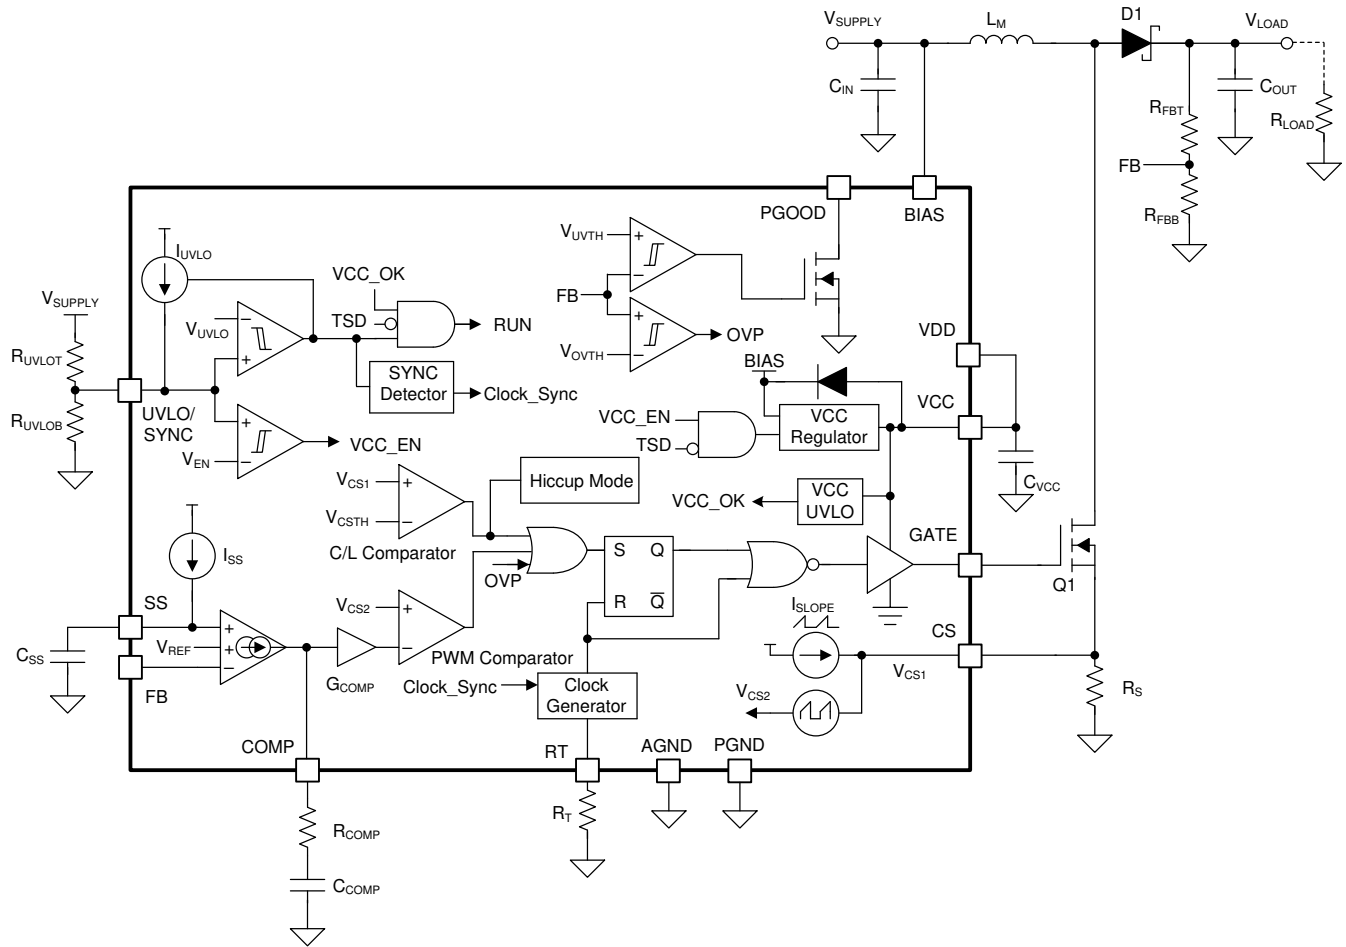 VSUPPLY
LM
D1
VLOAD
CIN
COUT
RFBT
RLOAD
FB
RFBB
PGOOD
BIAS
IUVLO
VUVTH
VCC_OK
VSUPPLY
FB
VUVLO
TSD
RUN
OVP
VDD
RUVLOT
VOVTH
SYNC
Detector
Clock_Sync
BIAS
UVLO/
SYNC
RUVLOB
VCC_EN
VCC
Regulator
VCC
TSD
VCC_EN
VEN
VCS1
Hiccup Mode
CVCC
VCSTH
VCC_OK
VCC
UVLO
C/L Comparator
GATE
ISS
S
Q
OVP
Q1
SS
VCS2
R
Q̅
ISLOPE
CS
CSS
VREF
PWM Comparator
VCS1
FB
GCOMP
Clock_Sync
Clock
Generator
VCS2
RS
COMP
RT
AGND
PGND
RT
RCOMP
CCOMP
+
−
+
−
+
−
+
−
+
−
+
−
+
+
−